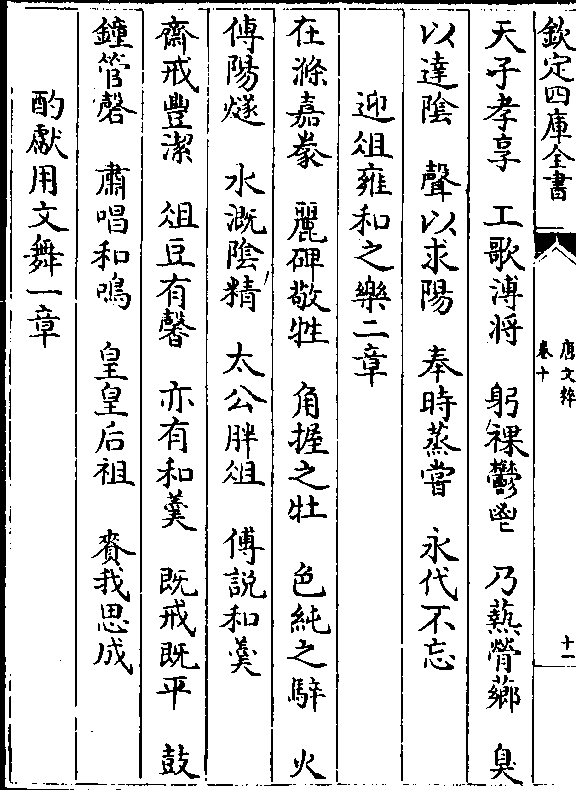 欽定四庫全書
唐文粹
卷十
十一
天子孝享 工歌溥將 躬祼鬱鬯 乃爇膋薌 臭
以達陰 聲以求陽 奉時蒸嘗 永代不忘
迎俎雍和之樂二章
在滌嘉豢 麗碑敬牲 角握之牡 色純之騂 火
傳陽燧 水溉陰精 太公胖俎 傅說和羹
齋戒豐潔 俎豆有馨 亦有和羹 既戒既平 鼓
鐘管磬 肅唱和鳴 皇皇后祖 賚我思成
酌獻用文舞一章